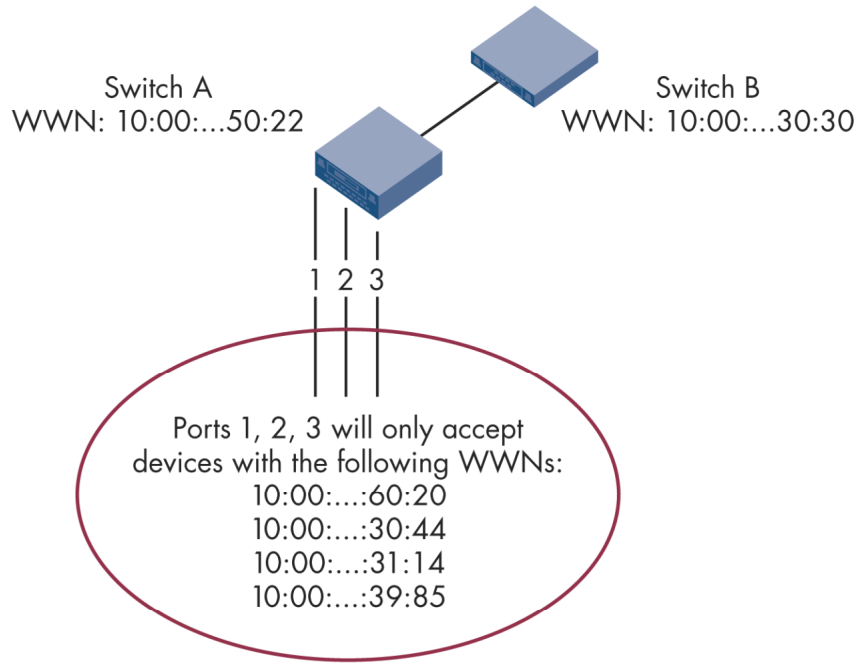 Switch A
WWN: 10:00:...50:22
Switch B
WWN: 10:00:...30:30
1 2 3
Ports 1, 2, 3 will only accept
devices with the following WWNs:
10:00:...:60:20
10:00:...:30:44
10:00:...:31:14
10:00:...:39:85